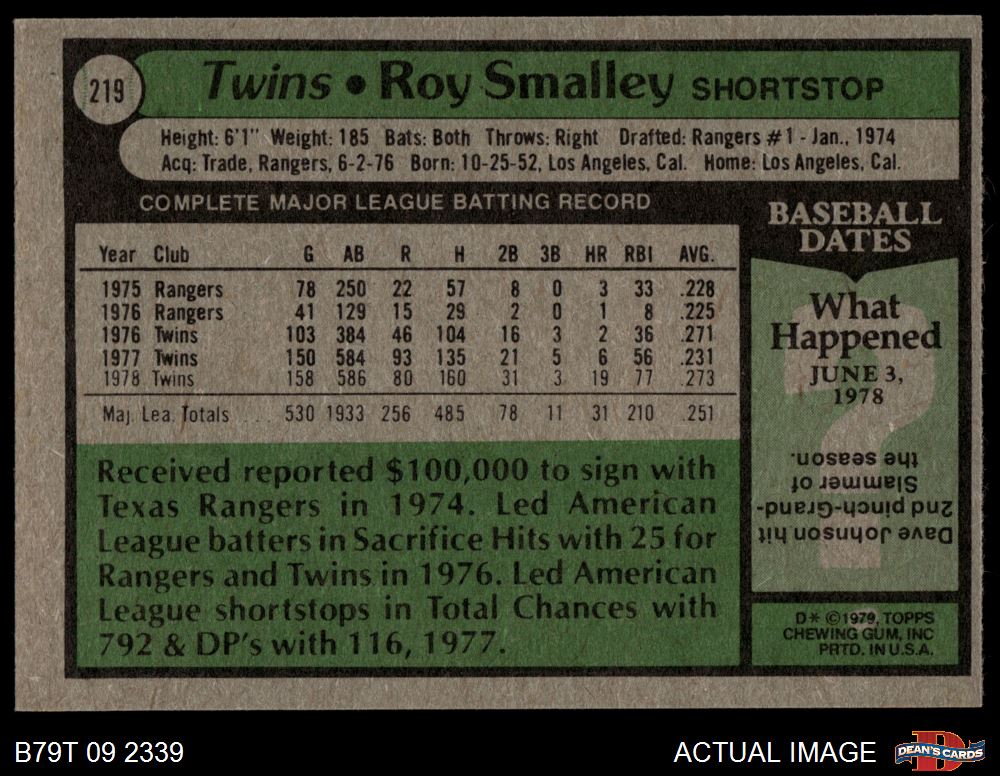 219
Twins • Roy Smalley SHORTSTOP
Height: 6'1" Weight: 185 Bats: Both Throws: Right Drafted: Rangers #1 - Jan., 1974
Acq: Trade, Rangers, 6-2-76 Born: 10-25-52, Los Angeles, Cal. Home: Los Angeles, Cal.
COMPLETE MAJOR LEAGUE BATTING RECORD
Year Club G AB R H 2B 3B HR RBI AVG.
1975 Rangers 78 250 22 57 8 0 3 33 .228
1976 Rangers 41 129 15 29 2 0 1 8 .225
1976 Twins 103 384 46 104 16 3 2 36 .271
1977 Twins 150 584 93 135 21 5 6 56 .231
1978 Twins 158 586 80 160 31 3 19 77 .273
Maj. Lea. Totals 530 1933 256 485 78 11 31 210 .251
Received reported $100,000 to sign with
Texas Rangers in 1974. Led American
League batters in Sacrifice Hits with 25 for
Rangers and Twins in 1976. Led American
League shortstops in Total Chances with
792 & DP's with 116, 1977.
BASEBALL
DATES
What
Happened
JUNE 3,
1978
?
Dave Johnson hit
2nd pinch-Grand-
Slammer of
the season.
D* ©1979, TOPPS
CHEWING GUM, INC
PRTD. IN U.S.A.
B79T 09 2339
ACTUAL IMAGE
DEAN'S CARDS